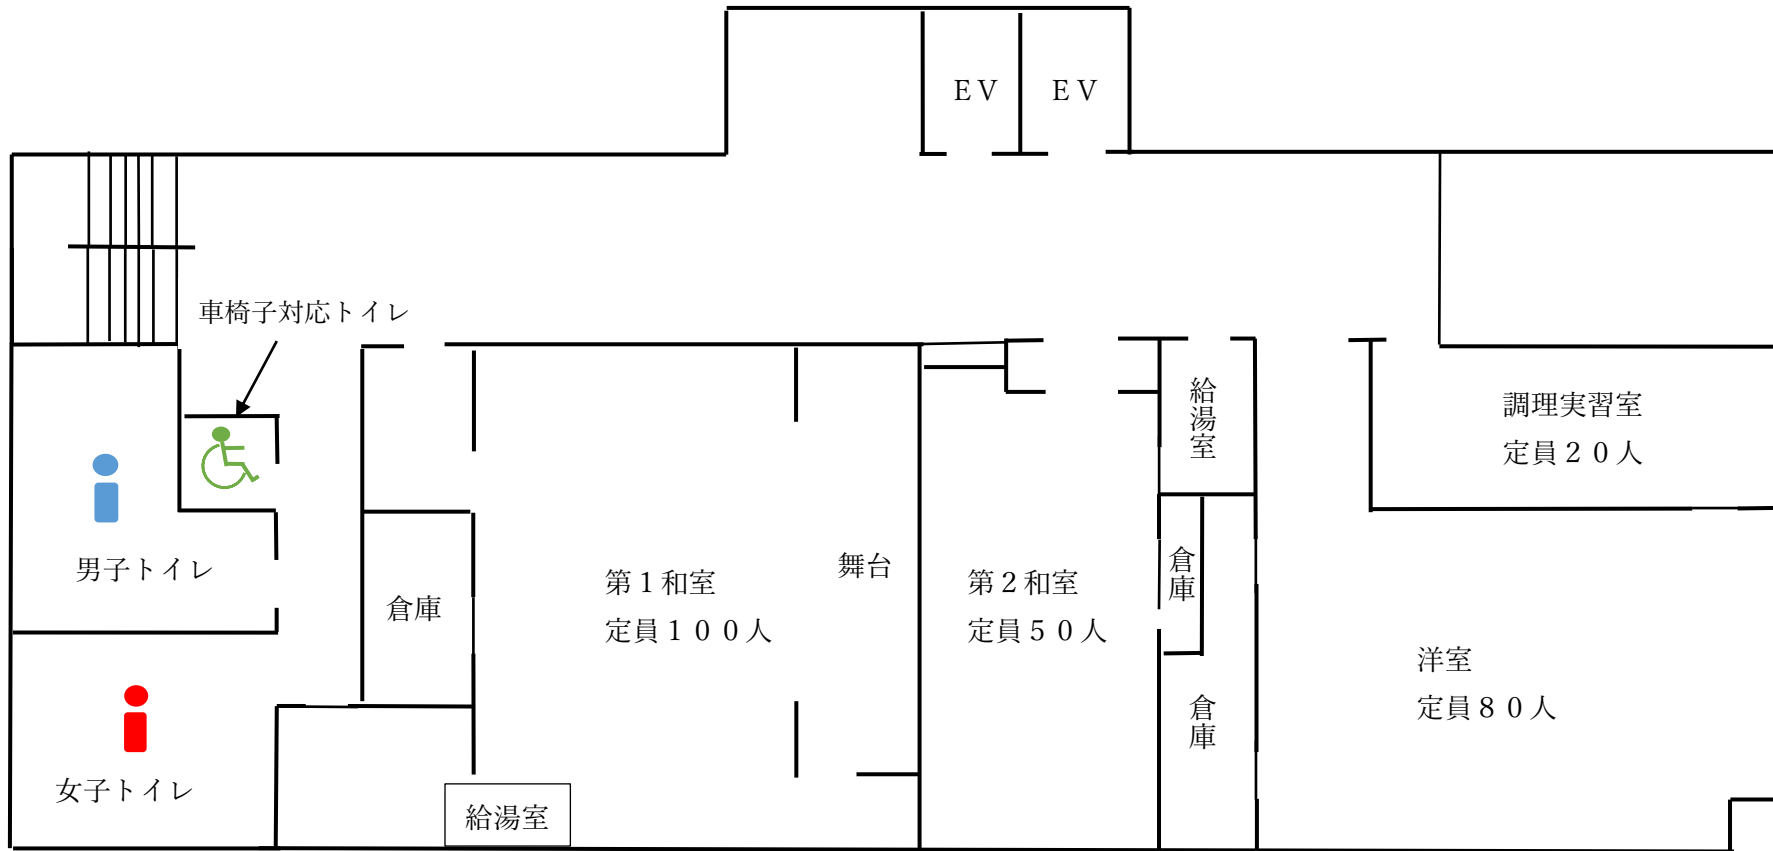 ＥＶ
ＥＶ
車椅子対応トイレ
給湯室
調理実習室
定員２０人
男子トイレ
倉庫
第１和室
定員１００人
舞台
第２和室
定員５０人
倉庫
洋室
定員８０人
倉庫
女子トイレ
給湯室